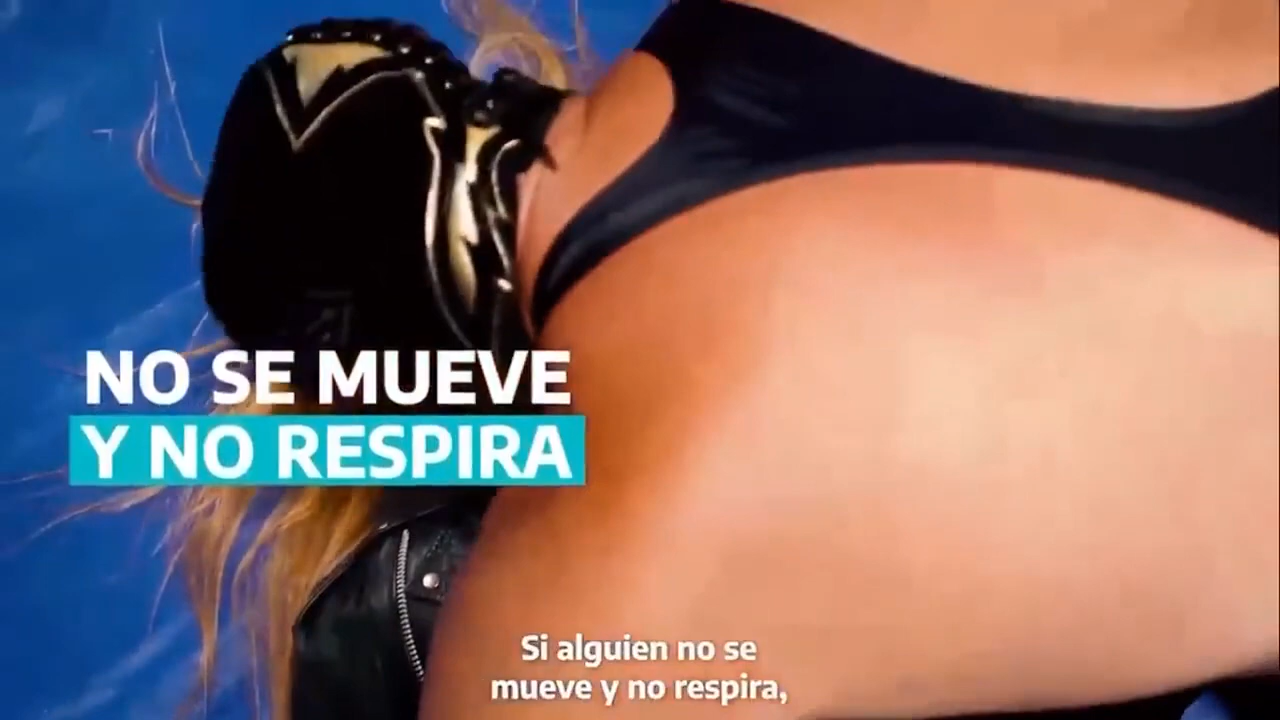 NO SE MUEVE
Y NO RESPIRA
Si alguien no se
mueve y no respira,